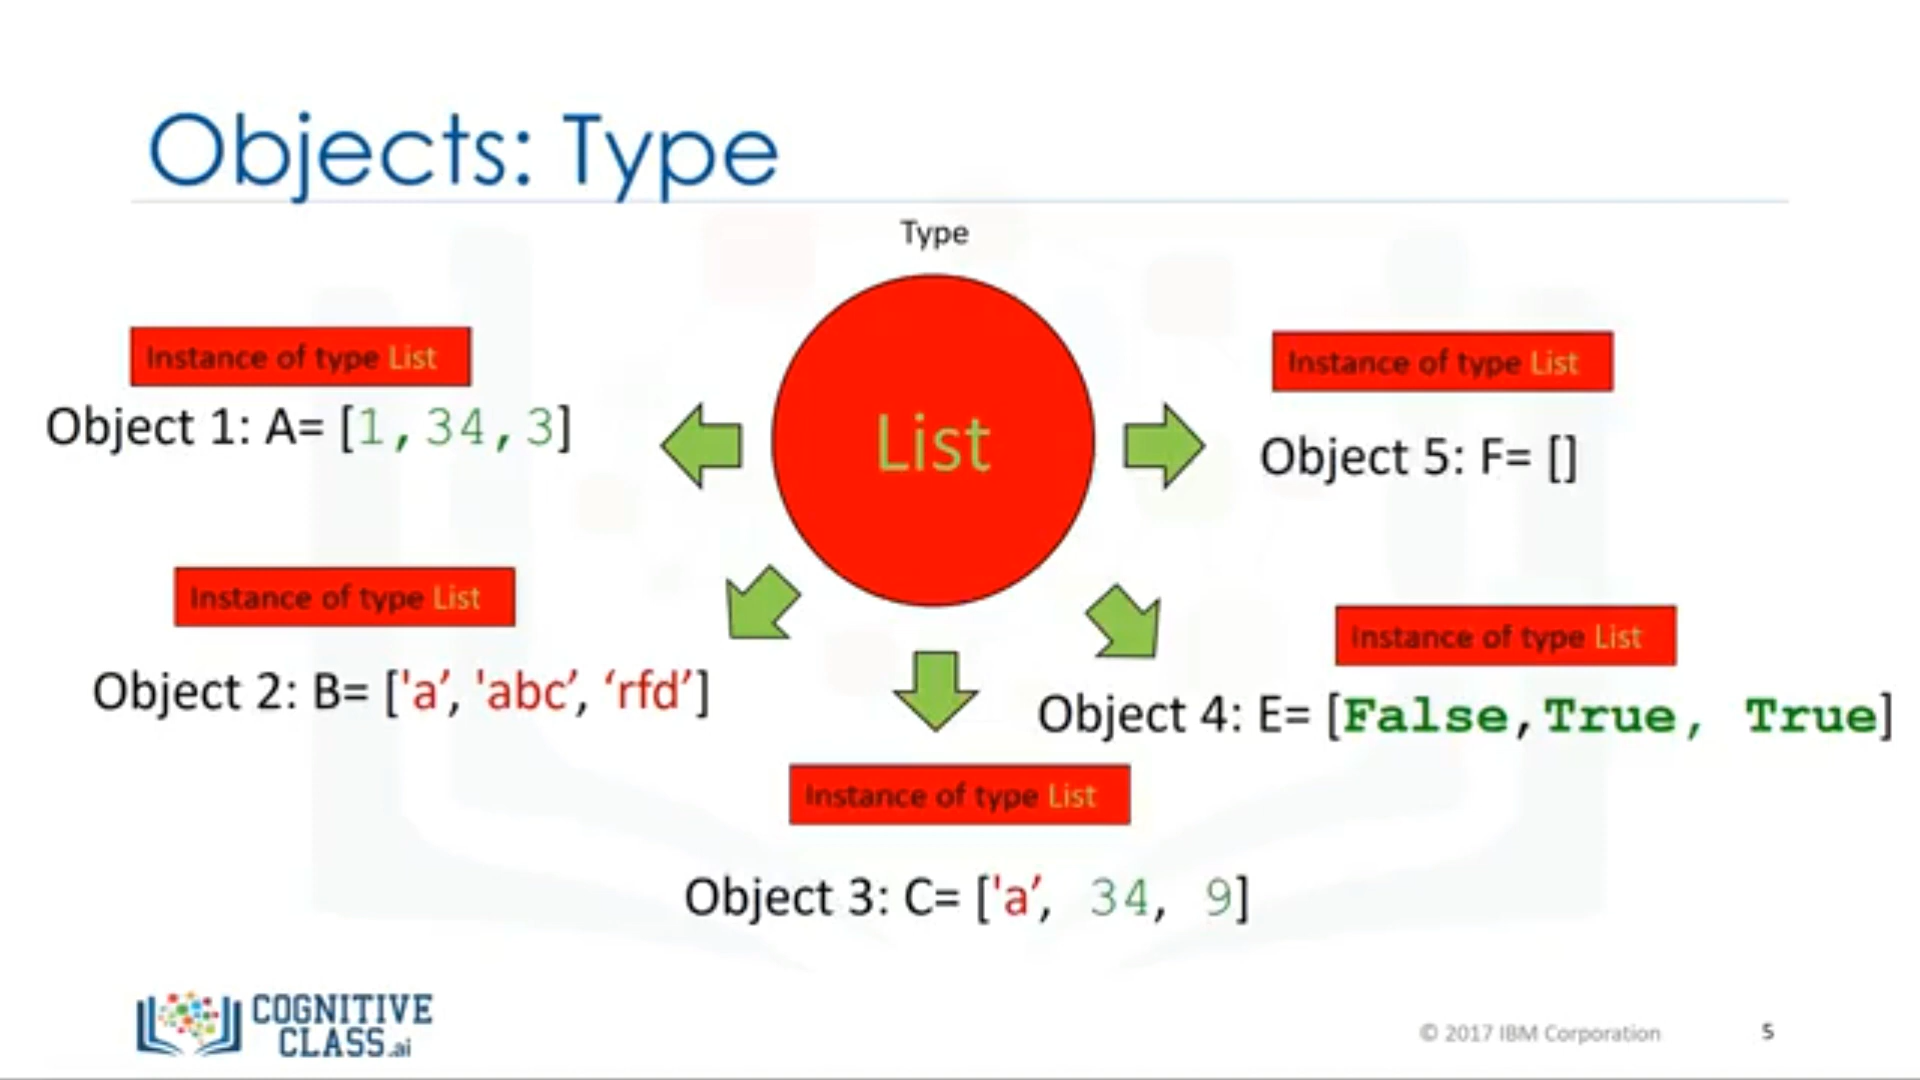 Objects: Type
Type
Instance of type List
Object 1: A= [1,34,3]
List
Instance of type List
Object 5: F= []
Instance of type List
Object 2: B= ['a’, 'abc’, ‘rfd’]
Instance of type List
Object 4: E= [False,True, True]
Instance of type List
Object 3: C= ['a’, 34, 9]
COGNITIVE
CLASS.ai
© 2017 IBM Corporation
5